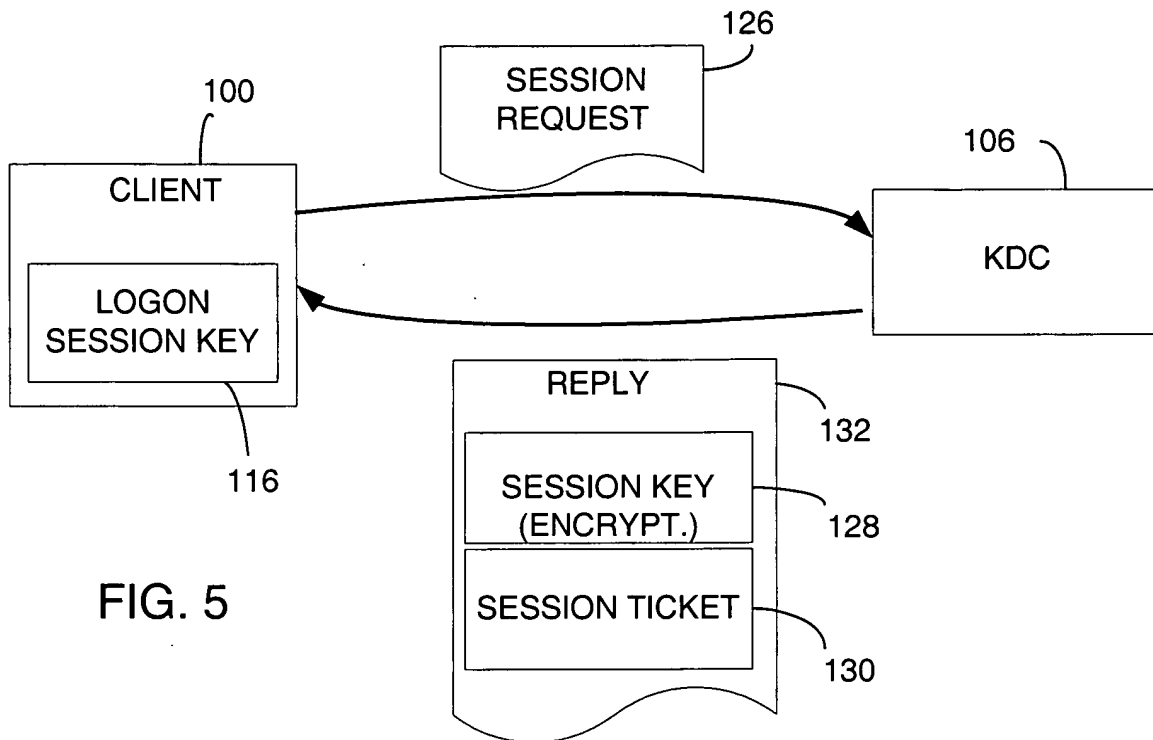 126
SESSION
REQUEST
100
106
CLIENT
KDC
LOGON
SESSION KEY
REPLY
132
116
SESSION KEY
(ENCRYPT.)
128
FIG. 5
SESSION TICKET
130